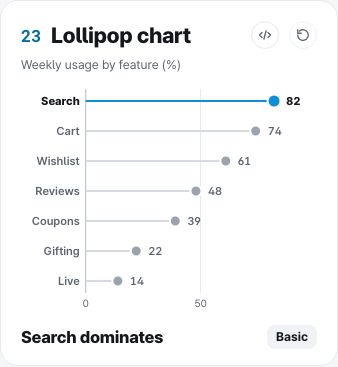 23 Lollipop chart </>
Weekly usage by feature (%)
Search 82
Cart 74
Wishlist 61
Reviews 48
Coupons 39
Gifting 22
Live 14
0 50
Search dominates Basic